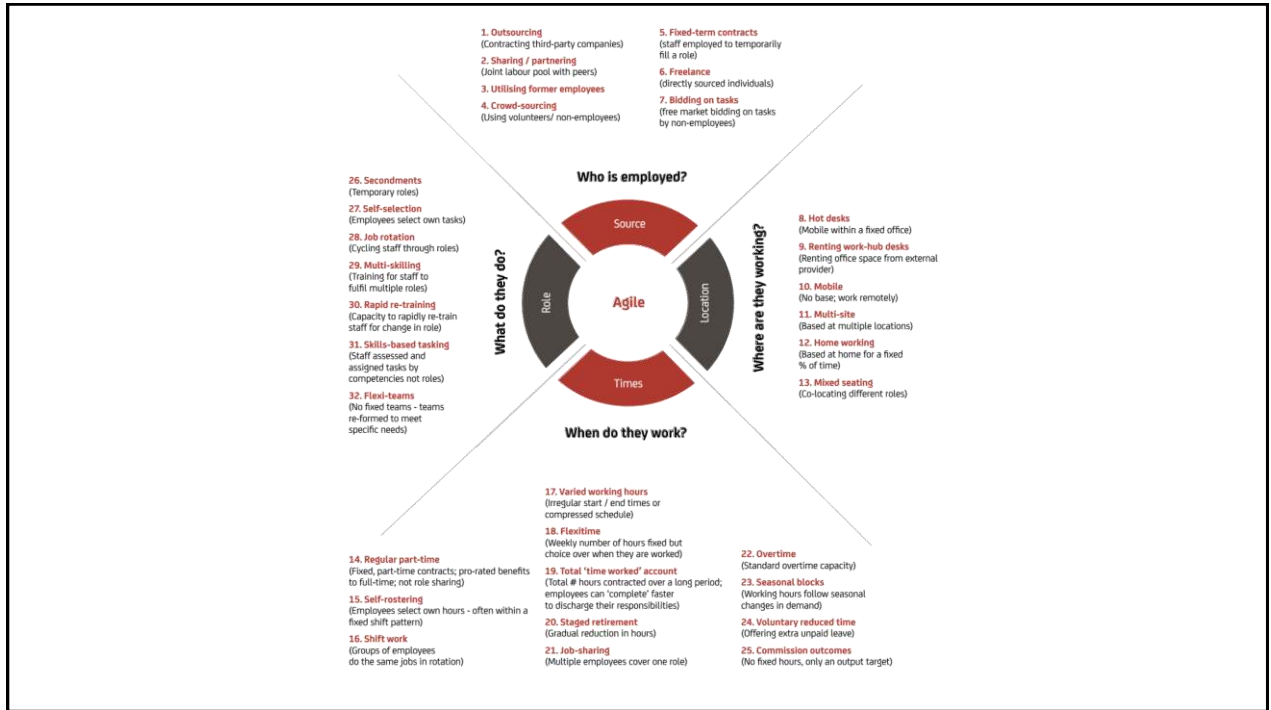 1. Outsourcing
(Contracting third-party companies)
2. Sharing / partnering
(Joint labour pool with peers)
3. Utilising former employees
4. Crowd-sourcing
(Using volunteers/ non-employees)
5. Fixed-term contracts
(staff employed to temporarily
fill a role)
6. Freelance
(directly sourced individuals)
7. Bidding on tasks
(free market bidding on tasks
by non-employees)
Who is employed?
Source
Where are they working?
Location
8. Hot desks
(Mobile within a fixed office)
9. Renting work-hub desks
(Renting office space from external
provider)
10. Mobile
(No base; work remotely)
11. Multi-site
(Based at multiple locations)
12. Home working
(Based at home for a fixed
% of time)
13. Mixed seating
(Co-locating different roles)
Agile
Times
When do they work?
14. Regular part-time
(Fixed, part-time contracts; pro-rated benefits
to full-time; not role sharing)
15. Self-rostering
(Employees select own hours - often within a
fixed shift pattern)
16. Shift work
(Groups of employees
do the same jobs in rotation)
17. Varied working hours
(Irregular start / end times or
compressed schedule)
18. Flexitime
(Weekly number of hours fixed but
choice over when they are worked)
19. Total ‘time worked’ account
(Total # hours contracted over a long period;
employees can ‘complete’ faster
to discharge their responsibilities)
20. Staged retirement
(Gradual reduction in hours)
21. Job-sharing
(Multiple employees cover one role)
22. Overtime
(Standard overtime capacity)
23. Seasonal blocks
(Working hours follow seasonal
changes in demand)
24. Voluntary reduced time
(Offering extra unpaid leave)
25. Commission outcomes
(No fixed hours, only an output target)
What do they do?
Role
26. Secondments
(Temporary roles)
27. Self-selection
(Employees select own tasks)
28. Job rotation
(Cycling staff through roles)
29. Multi-skilling
(Training for staff to
fulfil multiple roles)
30. Rapid re-training
(Capacity to rapidly re-train
staff for change in role)
31. Skills-based tasking
(Staff assessed and
assigned tasks by
competencies not roles)
32. Flexi-teams
(No fixed teams - teams
re-formed to meet
specific needs)